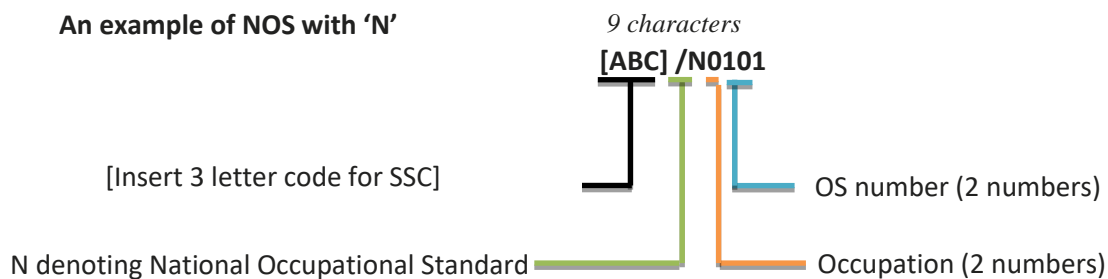 An example of NOS with ‘N’
9 characters
[ABC] /N0101
[Insert 3 letter code for SSC]
OS number (2 numbers)
N denoting National Occupational Standard
Occupation (2 numbers)